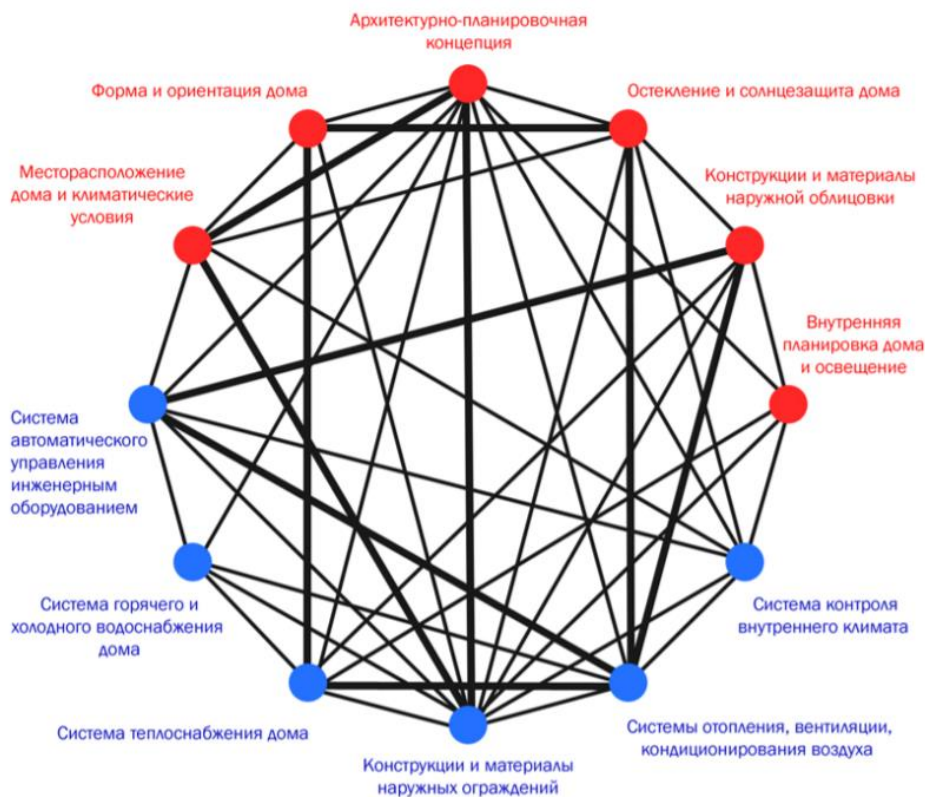 Архитектурно-планировочная
концепция
Форма и ориентация дома
Остекление и солнцезащита дома
Месторасположение
дома и климатические
условия
Конструкции и материалы
наружной облицовки
Внутренняя
планировка дома
и освещение
Система
автоматического
управления
инженерным
оборудованием
Система горячего и
холодного водоснабжения
дома
Система контроля
внутреннего климата
Система теплоснабжения дома
Системы отопления, вентиляции,
кондиционирования воздуха
Конструкции и материалы
наружных ограждений